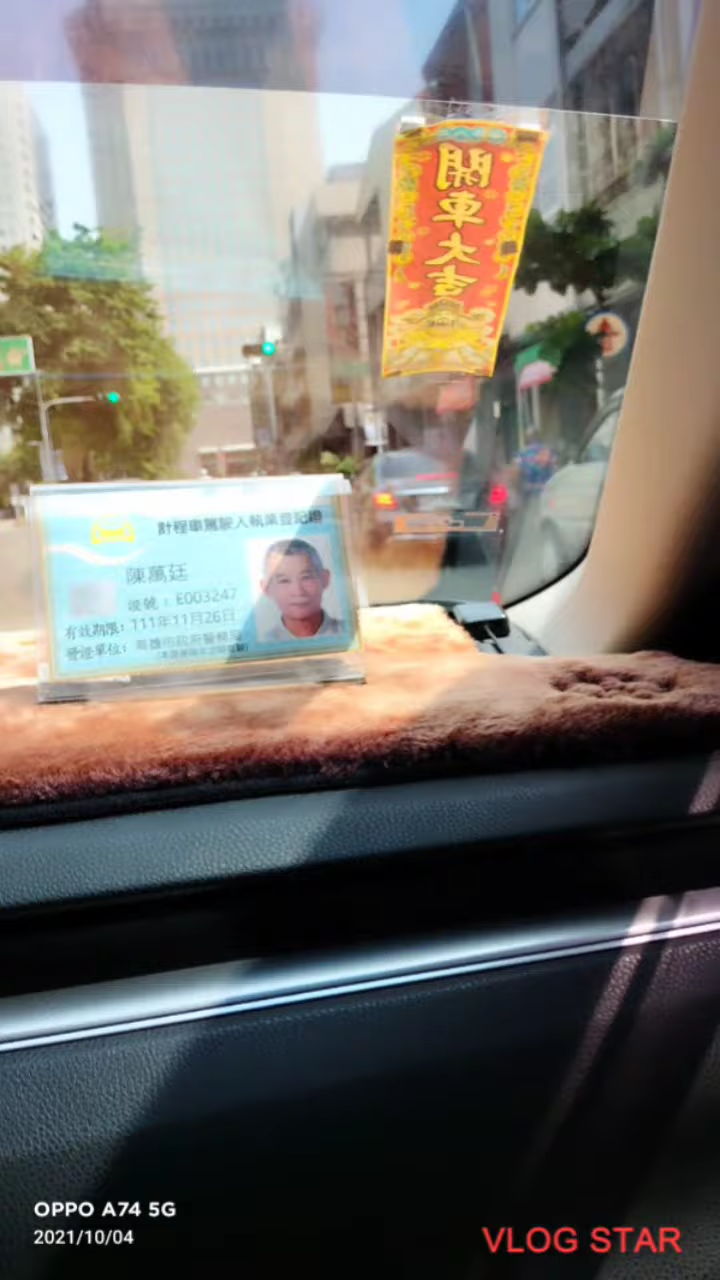 開車大吉
計程車駕駛人執業登記證
陳萬廷
證號：E003247
有效期限：111年11月26日
發證單位：高雄市政府警察局
OPPO A74 5G
2021/10/04
VLOG STAR